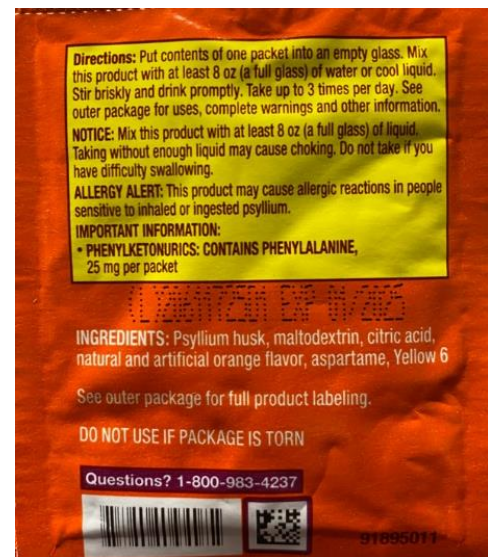 Directions: Put contents of one packet into an empty glass. Mix
this product with at least 8 oz (a full glass) of water or cool liquid.
Stir briskly and drink promptly. Take up to 3 times per day. See
outer package for uses, complete warnings and other information.
NOTICE: Mix this product with at least 8 oz (a full glass) of liquid.
Taking without enough liquid may cause choking. Do not take if you
have difficulty swallowing.
ALLERGY ALERT: This product may cause allergic reactions in people
sensitive to inhaled or ingested psyllium.
IMPORTANT INFORMATION:
• PHENYLKETONURICS: CONTAINS PHENYLALANINE,
25 mg per packet
EXP
INGREDIENTS: Psyllium husk, maltodextrin, citric acid,
natural and artificial orange flavor, aspartame, Yellow 6
See outer package for full product labeling.
DO NOT USE IF PACKAGE IS TORN
Questions? 1-800-983-4237
91895011